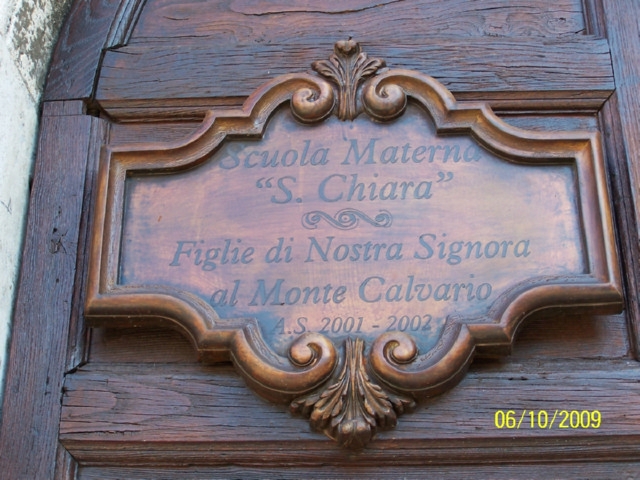 Scuola Materna
“S. Chiara”
Figlie di Nostra Signora
al Monte Calvario
A.S. 2001 - 2002
06/10/2009